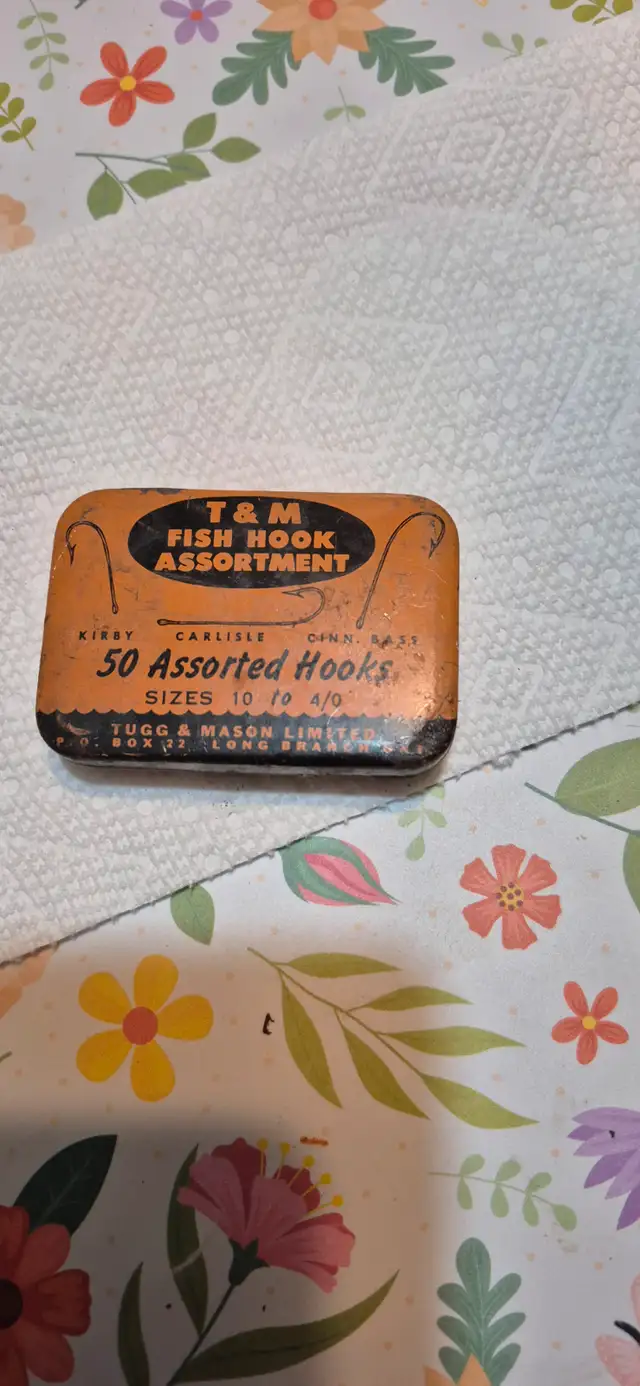 T & M
FISH HOOK
ASSORTMENT
KIRBY CARLISLE CINN. BASS
50 Assorted Hooks
SIZES 10 to 4/0
TUGG & MASON LIMITED
P.O. BOX 22 LONG BRANCH ONT